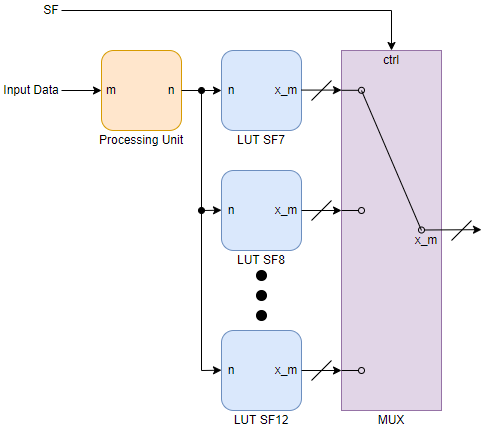 SF
ctrl
Input Data
m
n
n
x_m
Processing Unit
LUT SF7
n
x_m
x_m
LUT SF8
n
x_m
LUT SF12
MUX